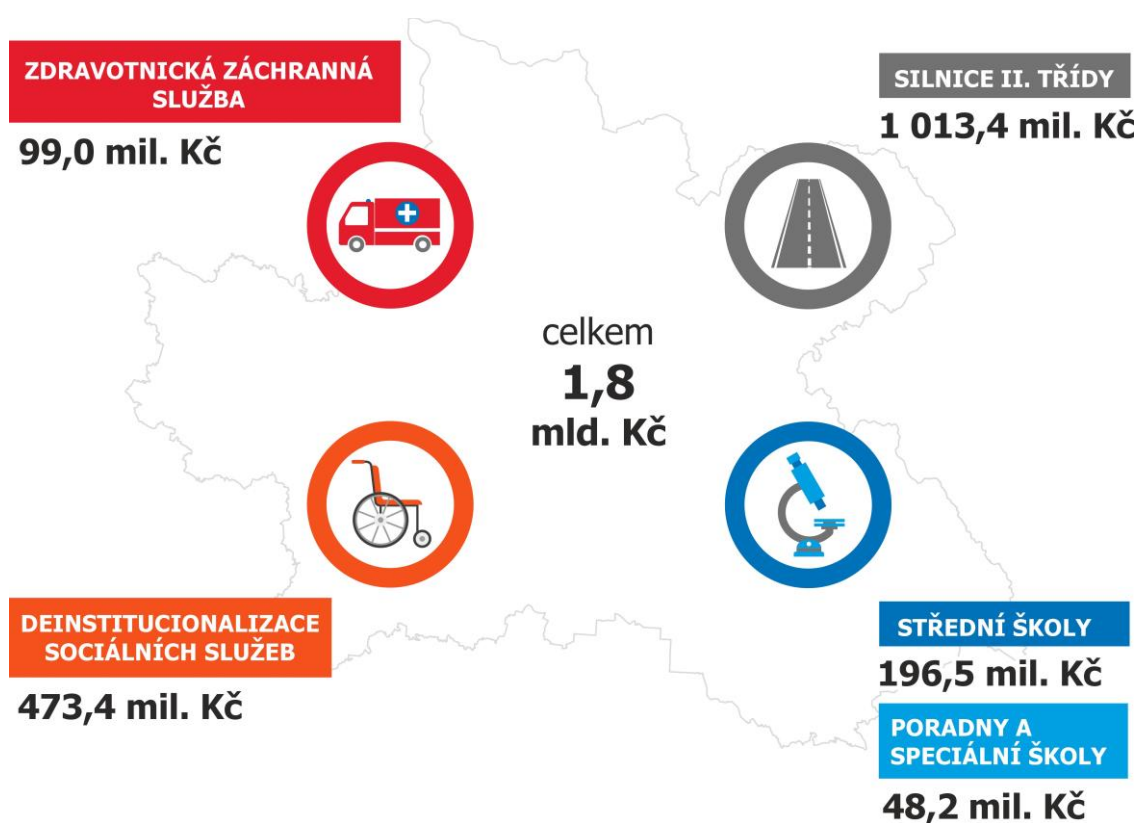 ZDRAVOTNICKÁ ZÁCHRANNÁ
SLUŽBA
99,0 mil. Kč
SILNICE II. TŘÍDY
1 013,4 mil. Kč
celkem
1,8
mld. Kč
DEINSTITUCIONALIZACE
SOCIÁLNÍCH SLUŽEB
473,4 mil. Kč
STŘEDNÍ ŠKOLY
196,5 mil. Kč
PORADNY A
SPECIÁLNÍ ŠKOLY
48,2 mil. Kč